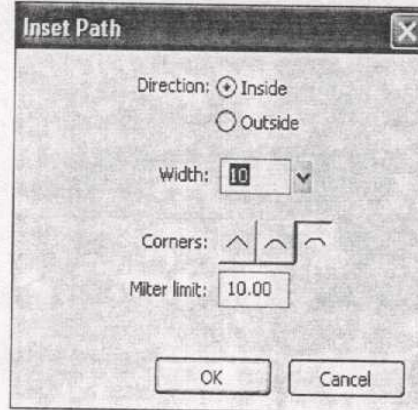 Inset Path
Direction: Inside
Outside
Width: 10
Corners:
Miter limit: 10.00
OK Cancel